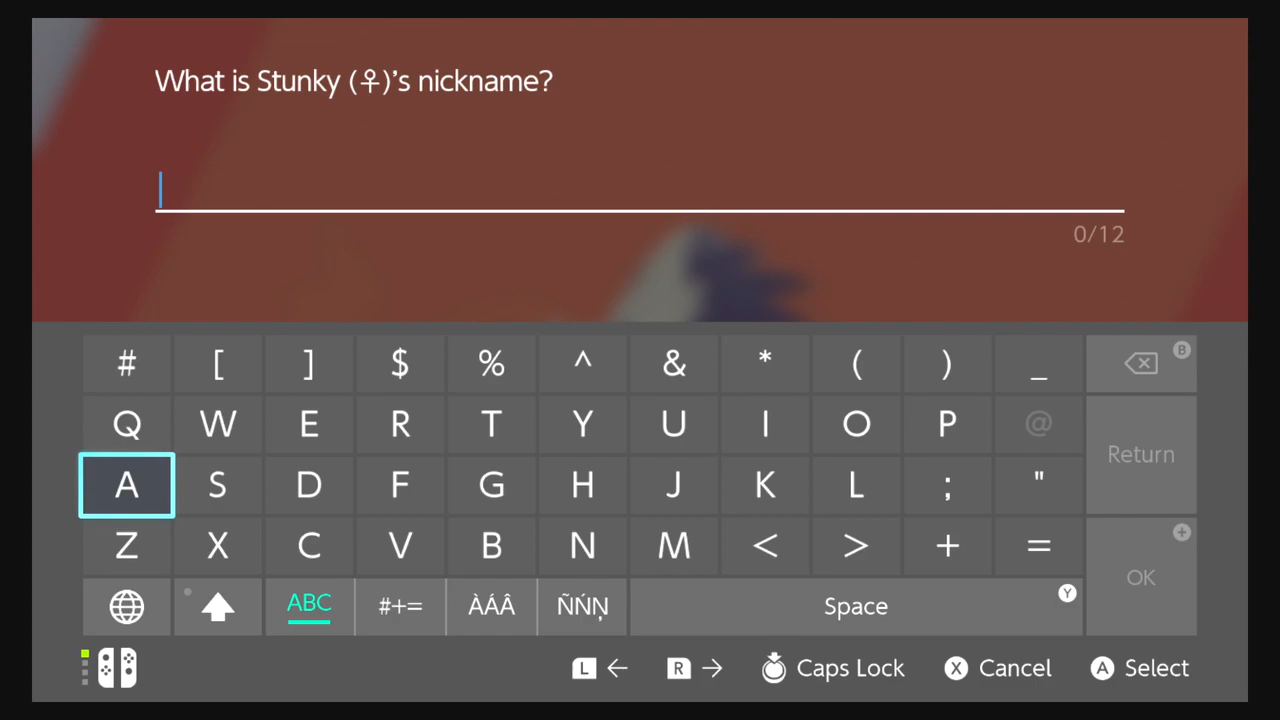 What is Stunky (♀)'s nickname?
0/12
# [ ] $ % ^ & * ( ) _ B
Q W E R T Y U I O P @
A S D F G H J K L ; " Return
Z X C V B N M < > + = +
OK
ABC #+= ÀÁÂ ÑŃŅ Space Y
L ← R → Caps Lock X Cancel A Select